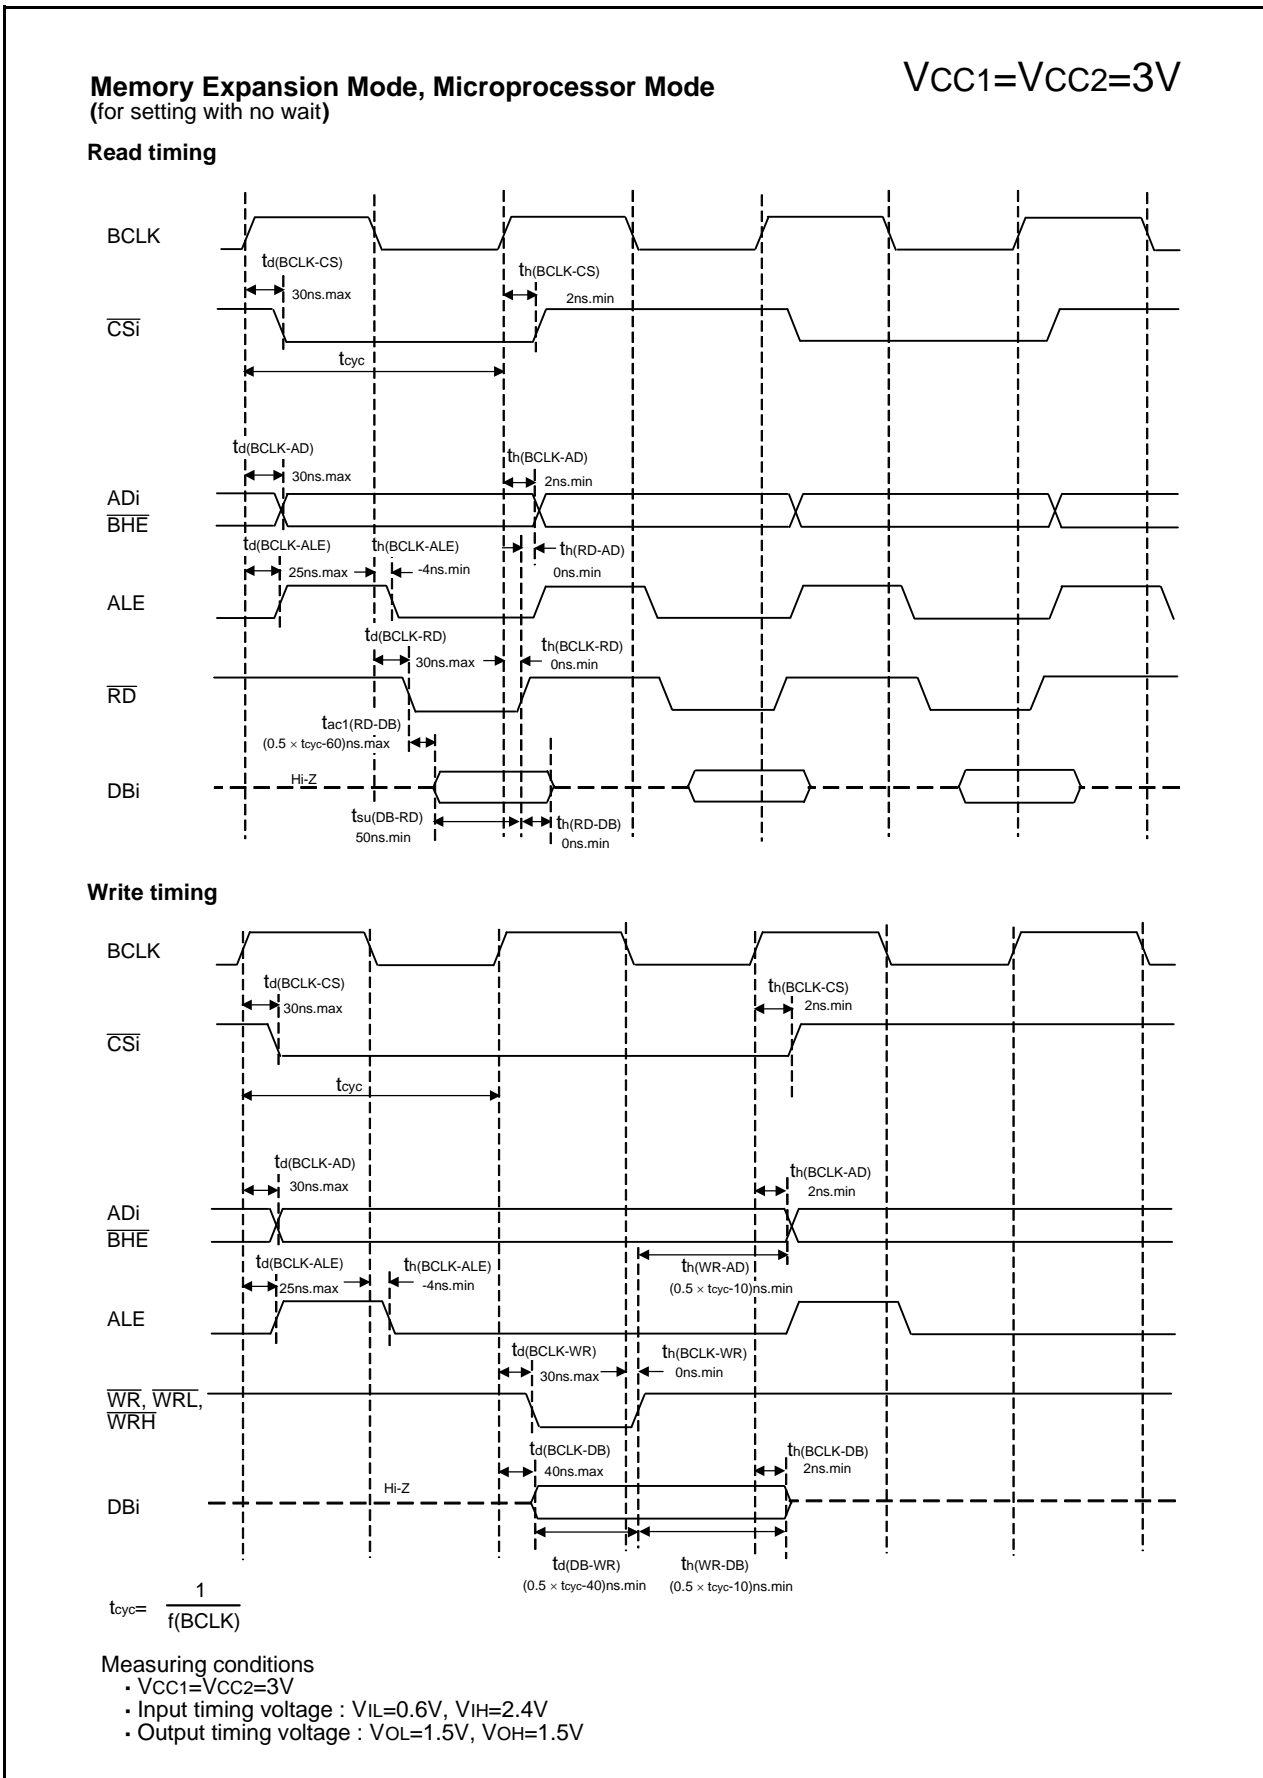 Memory Expansion Mode, Microprocessor Mode
(for setting with no wait)
VCC1=VCC2=3V
Read timing
BCLK
td(BCLK-CS)
30ns.max
th(BCLK-CS)
2ns.min
CSi
tcyc
td(BCLK-AD)
30ns.max
th(BCLK-AD)
2ns.min
ADi
BHE
td(BCLK-ALE)
25ns.max
th(BCLK-ALE)
-4ns.min
th(RD-AD)
0ns.min
ALE
td(BCLK-RD)
30ns.max
th(BCLK-RD)
0ns.min
RD
tac1(RD-DB)
(0.5 × tcyc-60)ns.max
Hi-Z
DBi
tsu(DB-RD)
50ns.min
th(RD-DB)
0ns.min
Write timing
BCLK
td(BCLK-CS)
30ns.max
th(BCLK-CS)
2ns.min
CSi
tcyc
td(BCLK-AD)
30ns.max
th(BCLK-AD)
2ns.min
ADi
BHE
td(BCLK-ALE)
25ns.max
th(BCLK-ALE)
-4ns.min
th(WR-AD)
(0.5 × tcyc-10)ns.min
ALE
td(BCLK-WR)
30ns.max
th(BCLK-WR)
0ns.min
WR, WRL,
WRH
td(BCLK-DB)
40ns.max
th(BCLK-DB)
2ns.min
Hi-Z
DBi
td(DB-WR)
(0.5 × tcyc-40)ns.min
th(WR-DB)
(0.5 × tcyc-10)ns.min
tcyc= 1
f(BCLK)
Measuring conditions
· VCC1=VCC2=3V
· Input timing voltage : VIL=0.6V, VIH=2.4V
· Output timing voltage : VOL=1.5V, VOH=1.5V